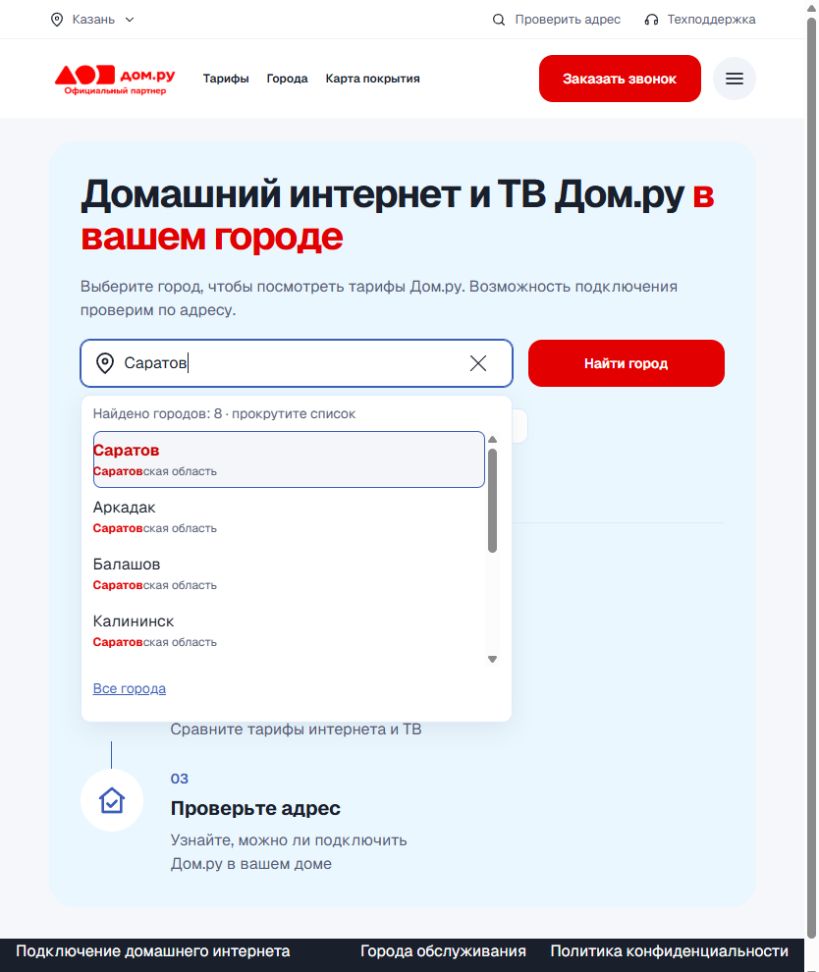 Казань
Проверить адрес
Техподдержка
дом.ру
Официальный партнер
Тарифы
Города
Карта покрытия
Заказать звонок
Домашний интернет и ТВ Дом.ру в
вашем городе
Выберите город, чтобы посмотреть тарифы Дом.ру. Возможность подключения
проверим по адресу.
Саратов
Найти город
Найдено городов: 8 · прокрутите список
Саратов
Саратовская область
Аркадак
Саратовская область
Балашов
Саратовская область
Калининск
Саратовская область
Все города
Сравните тарифы интернета и ТВ
03
Проверьте адрес
Узнайте, можно ли подключить
Дом.ру в вашем доме
Подключение домашнего интернета
Города обслуживания
Политика конфиденциальности